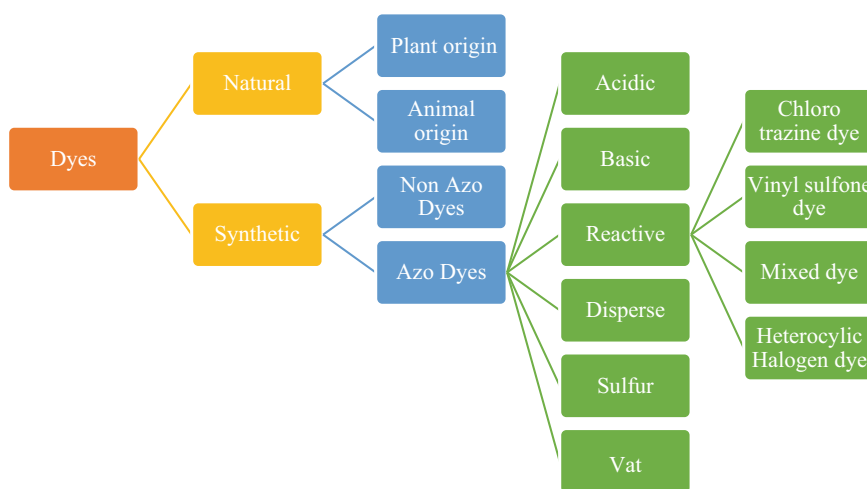 Dyes
Natural
Synthetic
Plant origin
Animal
origin
Non Azo
Dyes
Azo Dyes
Acidic
Basic
Reactive
Disperse
Sulfur
Vat
Chloro
trazine dye
Vinyl sulfone
dye
Mixed dye
Heterocylic
Halogen dye